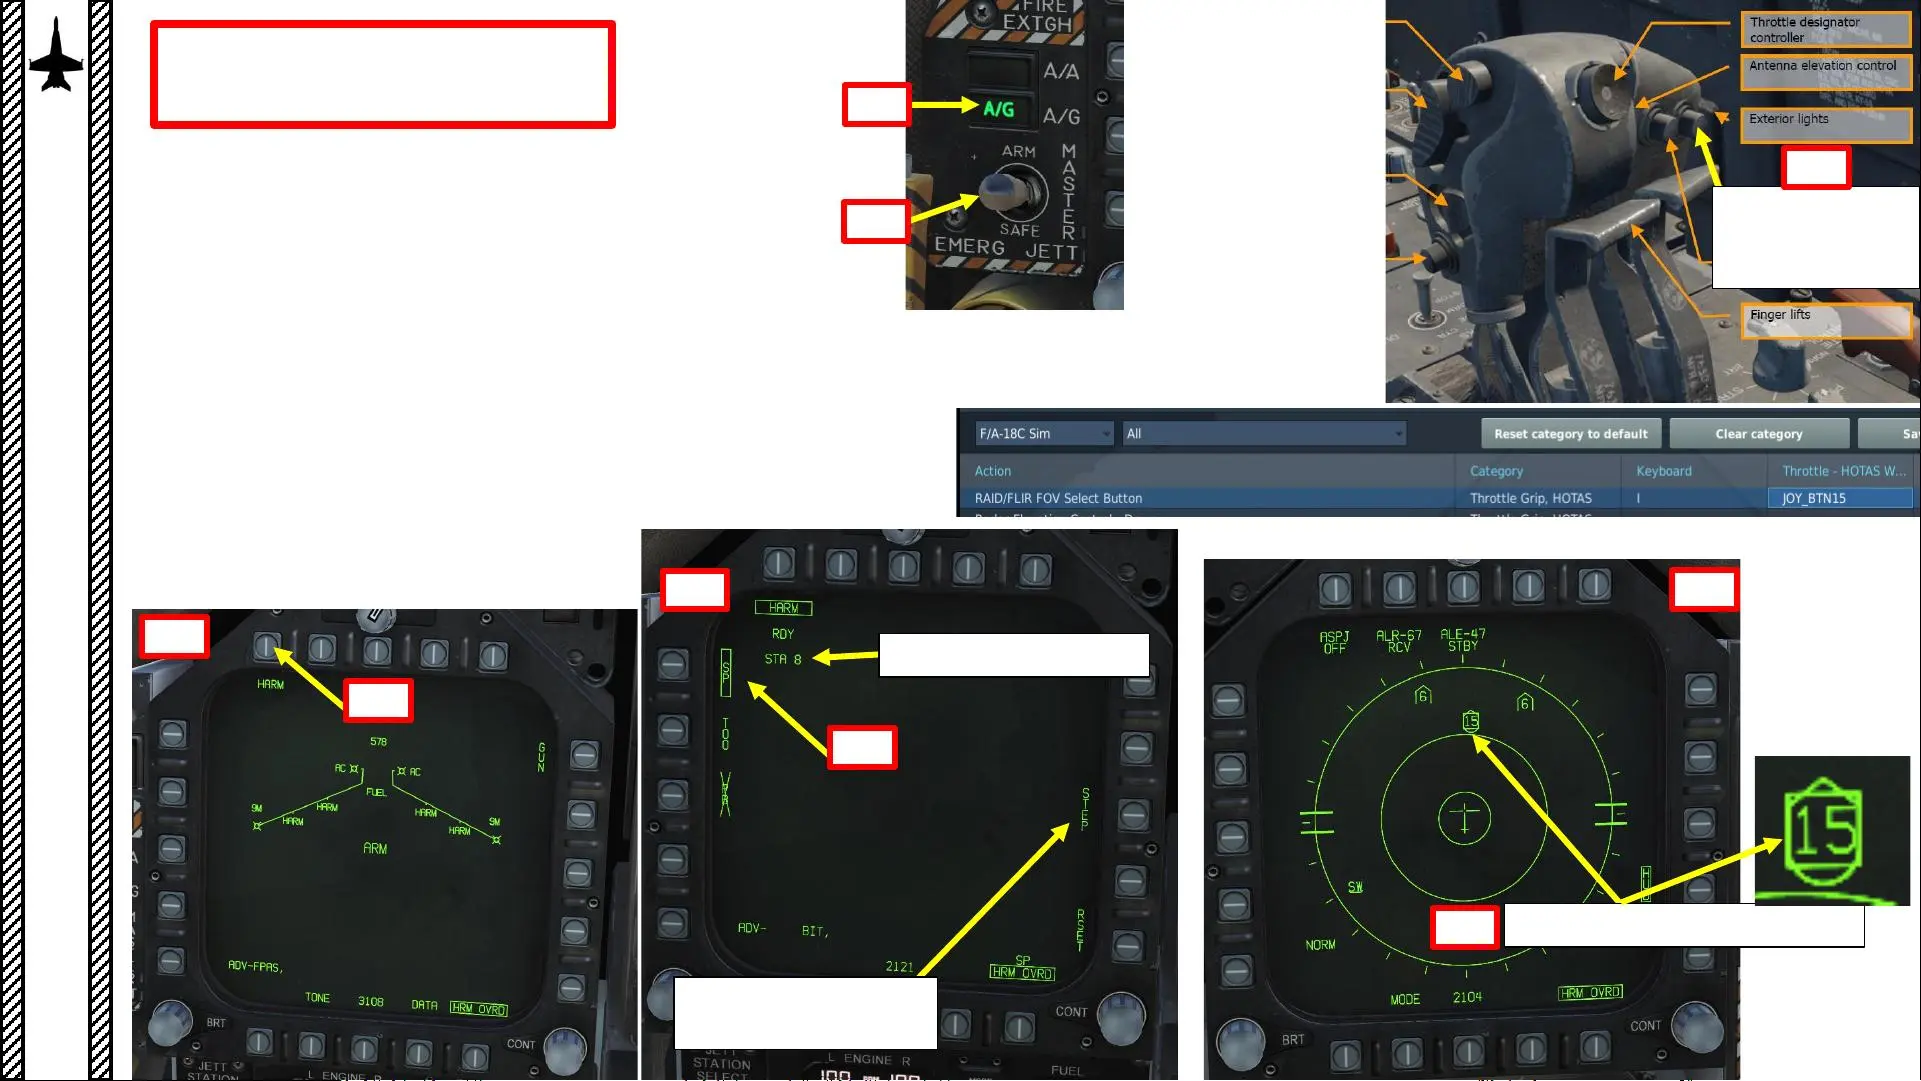 FIRE
EXTGH
A/A
A/G
A/G
ARM
MASTER
SAFE
EMERG JETT
Throttle designator
controller
Antenna elevation control
Exterior lights
Finger lifts
F/A-18C Sim
All
Reset category to default
Clear category
Action
Category
Keyboard
Throttle - HOTAS W...
RAID/FLIR FOV Select Button
Throttle Grip, HOTAS
I
JOY_BTN15
HARM
578
GUN
AC
AC
FUEL
9M
HARM
HARM
HARM
HARM
9M
ARM
ADV-FPAS,
TONE
3108
DATA
HRM OVRD
BRT
CONT
JETT
STATION
L ENGINE R
HARM
RDY
STA 8
SP
TOO
STEP
RSET
ADV- BIT,
2121
SP
HRM OVRD
CONT
JETT
STATION
SELECT
L ENGINE R
FUEL
ASPJ
OFF
ALR-67
RCV
ALE-47
STBY
6
6
15
SW
NORM
MODE
2104
HRM OVRD
BRT
CONT
15